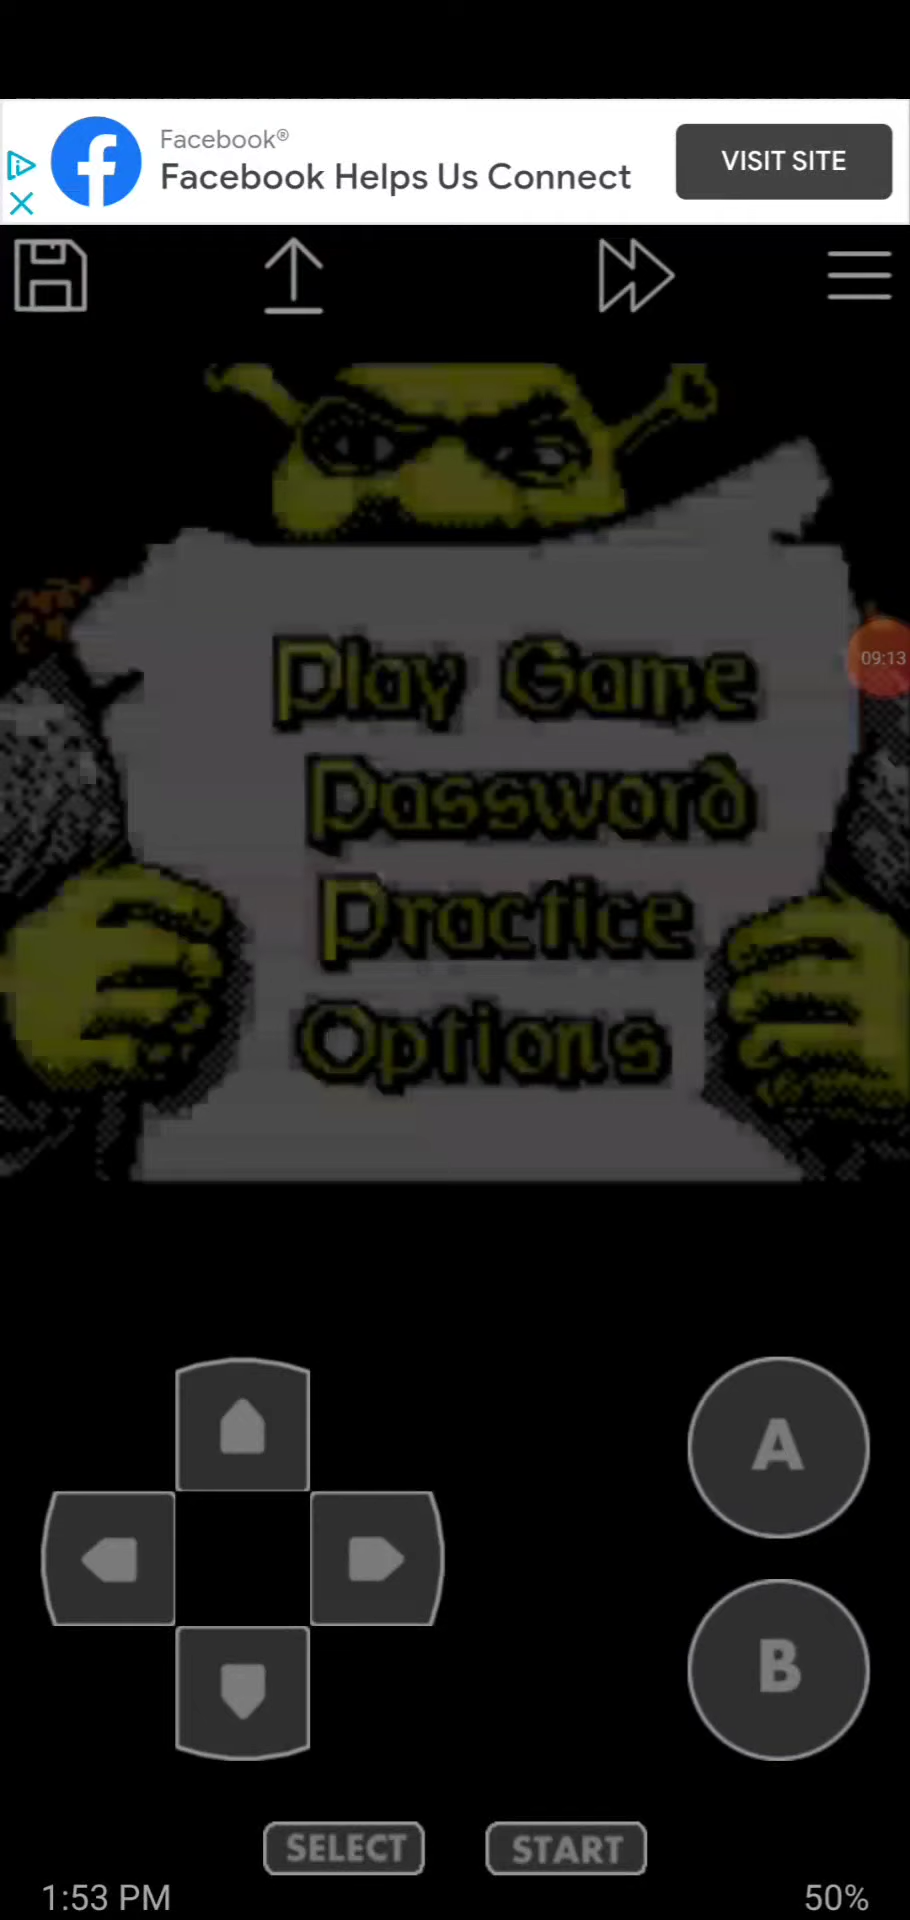 Facebook®
Facebook Helps Us Connect
VISIT SITE
Play Game
09:13
Password
Practice
Options
A
B
SELECT
START
1:53 PM
50%